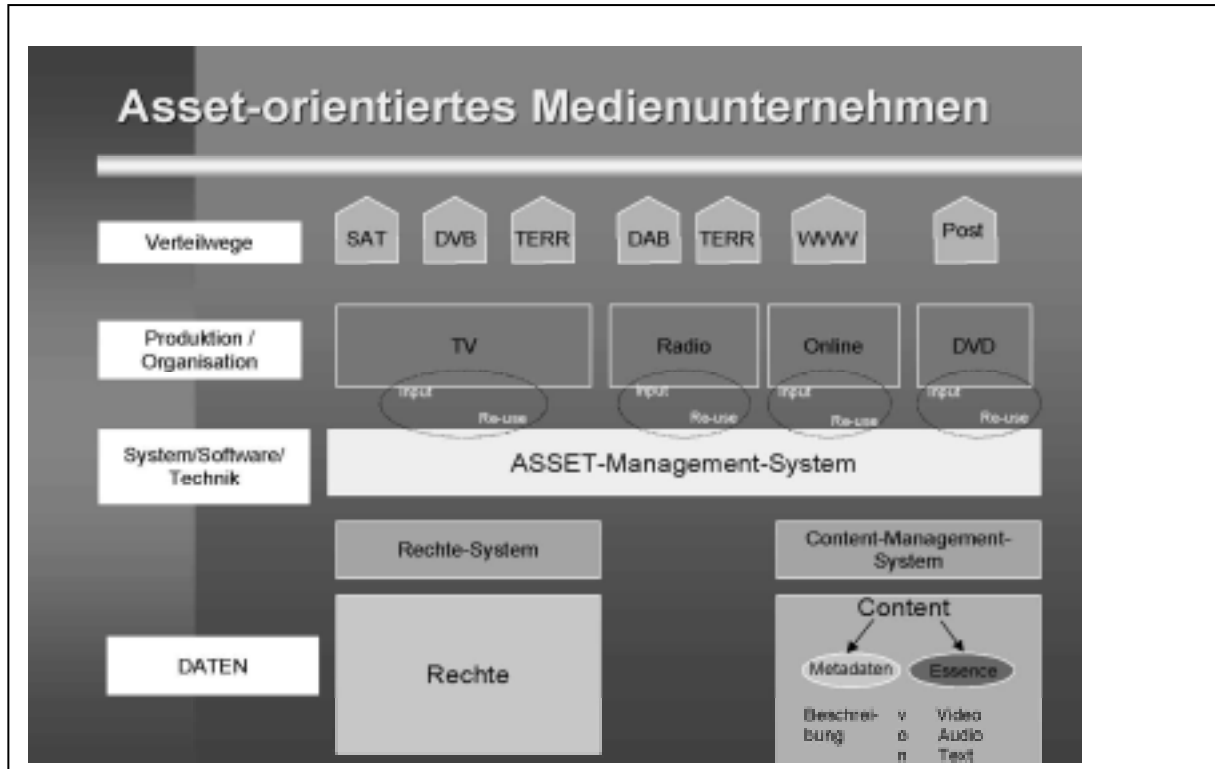 Asset-orientiertes Medienunternehmen
Verteilwege
SAT DVB TERR DAB TERR WWW Post
Produktion /
Organisation
TV Radio Online DVD
Input Input Input Input
Re-use Re-use Re-use Re-use
System/Software/
Technik
ASSET-Management-System
Rechte-System
Content-Management-
System
DATEN
Rechte
Content
Metadaten Essence
Beschrei- v Video
bung o Audio
n Text